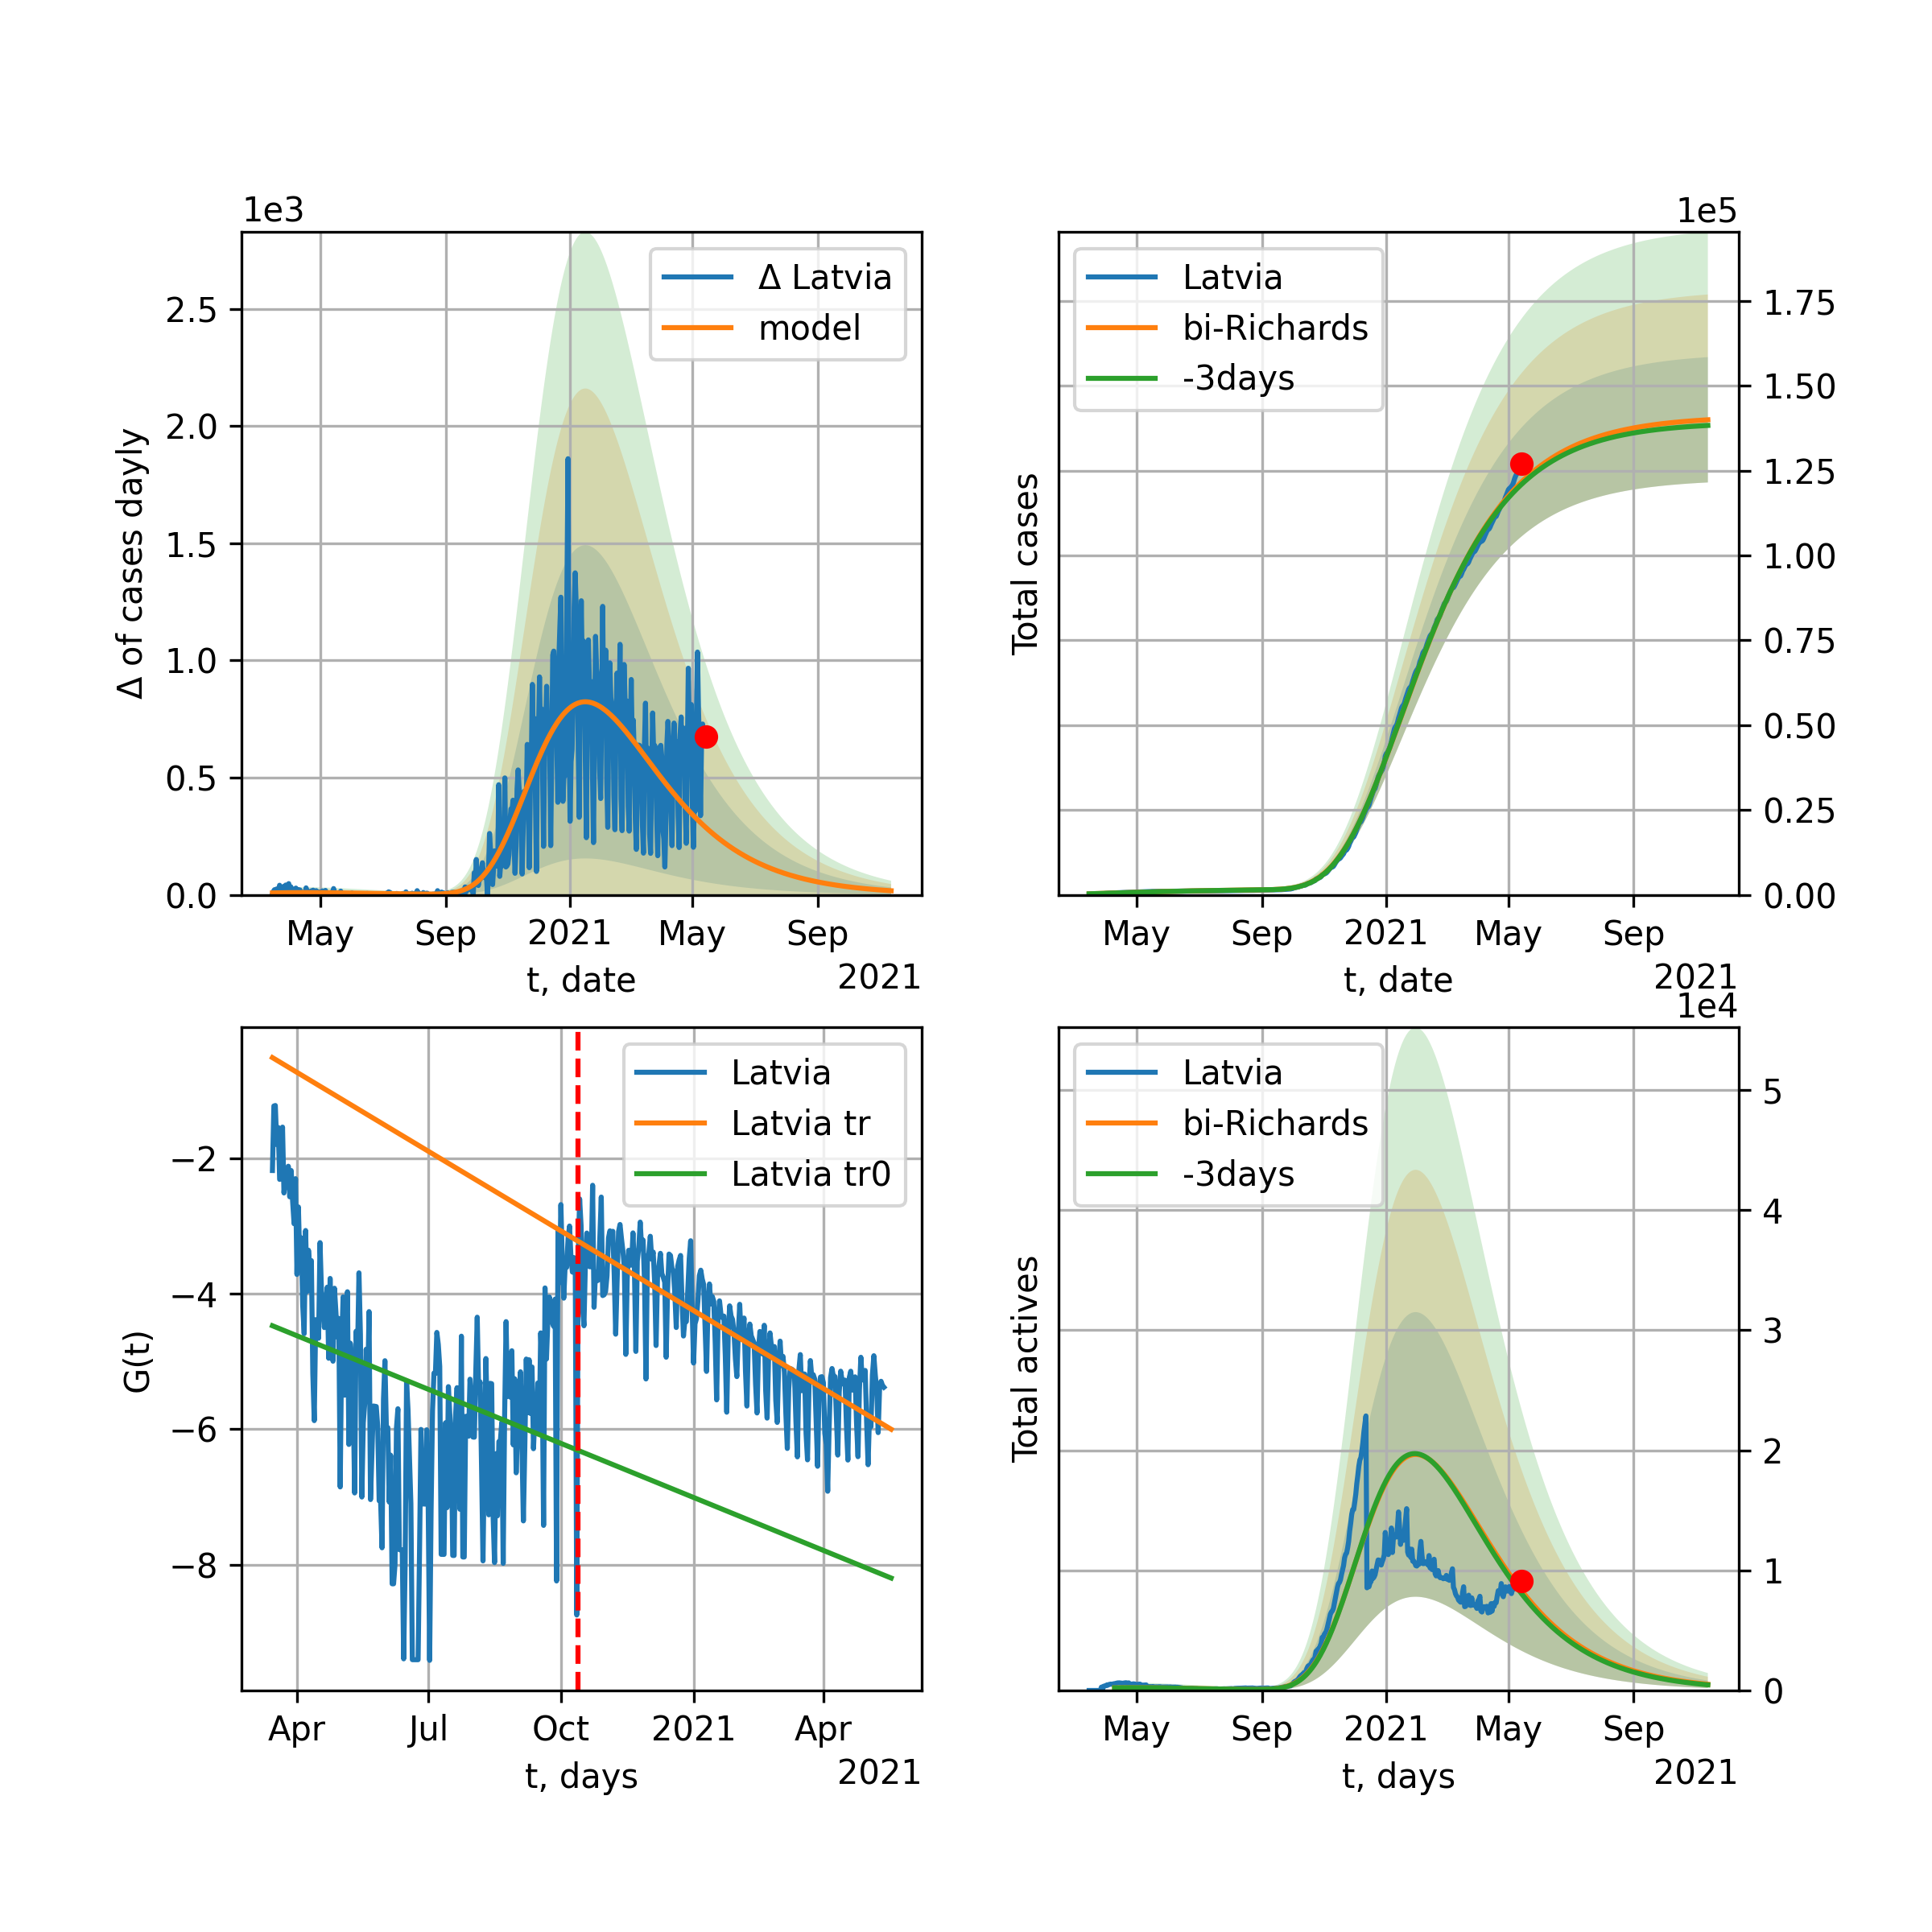 1e3
Δ of cases dayly
2.5
2.0
1.5
1.0
0.5
0.0
Δ Latvia
model
May Sep 2021 May Sep
t, date
2021
1e5
Total cases
Latvia
bi-Richards
-3days
1.75
1.50
1.25
1.00
0.75
0.50
0.25
0.00
May Sep 2021 May Sep
t, date
2021
G(t)
−2
−4
−6
−8
Latvia
Latvia tr
Latvia tr0
Apr Jul Oct 2021 Apr
t, days
2021
1e4
Total actives
Latvia
bi-Richards
-3days
5
4
3
2
1
0
May Sep 2021 May Sep
t, days
2021